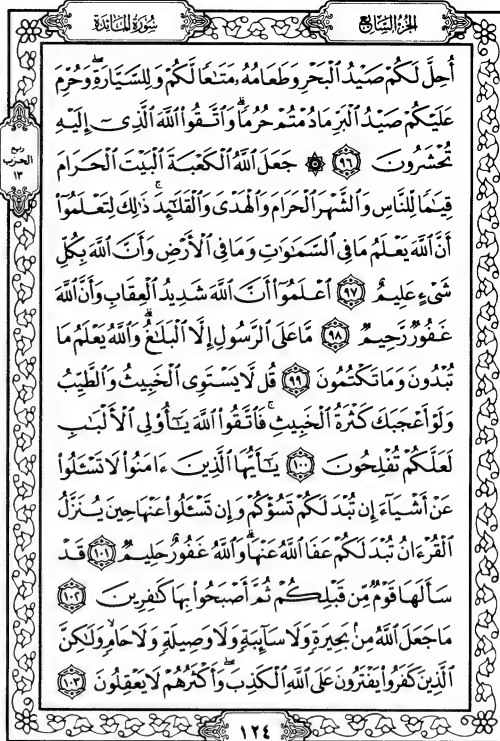 الجزء السابع
سورة المائدة
أُحِلَّ لَكُمْ صَيْدُ ٱلْبَحْرِ وَطَعَامُهُۥ مَتَـٰعًا لَّكُمْ وَلِلسَّيَّارَةِۖ وَحُرِّمَ
عَلَيْكُمْ صَيْدُ ٱلْبَرِّ مَا دُمْتُمْ حُرُمًاۗ وَٱتَّقُوا۟ ٱللَّهَ ٱلَّذِىٓ إِلَيْهِ
تُحْشَرُونَ ٩٦ ۞ جَعَلَ ٱللَّهُ ٱلْكَعْبَةَ ٱلْبَيْتَ ٱلْحَرَامَ
قِيَـٰمًا لِّلنَّاسِ وَٱلشَّهْرَ ٱلْحَرَامَ وَٱلْهَدْىَ وَٱلْقَلَـٰٓئِدَۚ ذَٰلِكَ لِتَعْلَمُوٓا۟
أَنَّ ٱللَّهَ يَعْلَمُ مَا فِى ٱلسَّمَـٰوَٰتِ وَمَا فِى ٱلْأَرْضِ وَأَنَّ ٱللَّهَ بِكُلِّ
شَىْءٍ عَلِيمٌ ٩٧ ٱعْلَمُوٓا۟ أَنَّ ٱللَّهَ شَدِيدُ ٱلْعِقَابِ وَأَنَّ ٱللَّهَ
غَفُورٌ رَّحِيمٌ ٩٨ مَّا عَلَى ٱلرَّسُولِ إِلَّا ٱلْبَلَـٰغُۗ وَٱللَّهُ يَعْلَمُ مَا
تُبْدُونَ وَمَا تَكْتُمُونَ ٩٩ قُل لَّا يَسْتَوِى ٱلْخَبِيثُ وَٱلطَّيِّبُ
وَلَوْ أَعْجَبَكَ كَثْرَةُ ٱلْخَبِيثِۚ فَٱتَّقُوا۟ ٱللَّهَ يَـٰٓأُو۟لِى ٱلْأَلْبَـٰبِ
لَعَلَّكُمْ تُفْلِحُونَ ١٠٠ يَـٰٓأَيُّهَا ٱلَّذِينَ ءَامَنُوا۟ لَا تَسْـَٔلُوا۟
عَنْ أَشْيَآءَ إِن تُبْدَ لَكُمْ تَسُؤْكُمْ وَإِن تَسْـَٔلُوا۟ عَنْهَا حِينَ يُنَزَّلُ
ٱلْقُرْءَانُ تُبْدَ لَكُمْ عَفَا ٱللَّهُ عَنْهَاۗ وَٱللَّهُ غَفُورٌ حَلِيمٌ ١٠١ قَدْ
سَأَلَهَا قَوْمٌ مِّن قَبْلِكُمْ ثُمَّ أَصْبَحُوا۟ بِهَا كَـٰفِرِينَ ١٠٢
مَا جَعَلَ ٱللَّهُ مِنۢ بَحِيرَةٍ وَلَا سَآئِبَةٍ وَلَا وَصِيلَةٍ وَلَا حَامٍۙ وَلَـٰكِنَّ
ٱلَّذِينَ كَفَرُوا۟ يَفْتَرُونَ عَلَى ٱللَّهِ ٱلْكَذِبَۖ وَأَكْثَرُهُمْ لَا يَعْقِلُونَ ١٠٣
ربع
الحزب
١٣
١٢٤